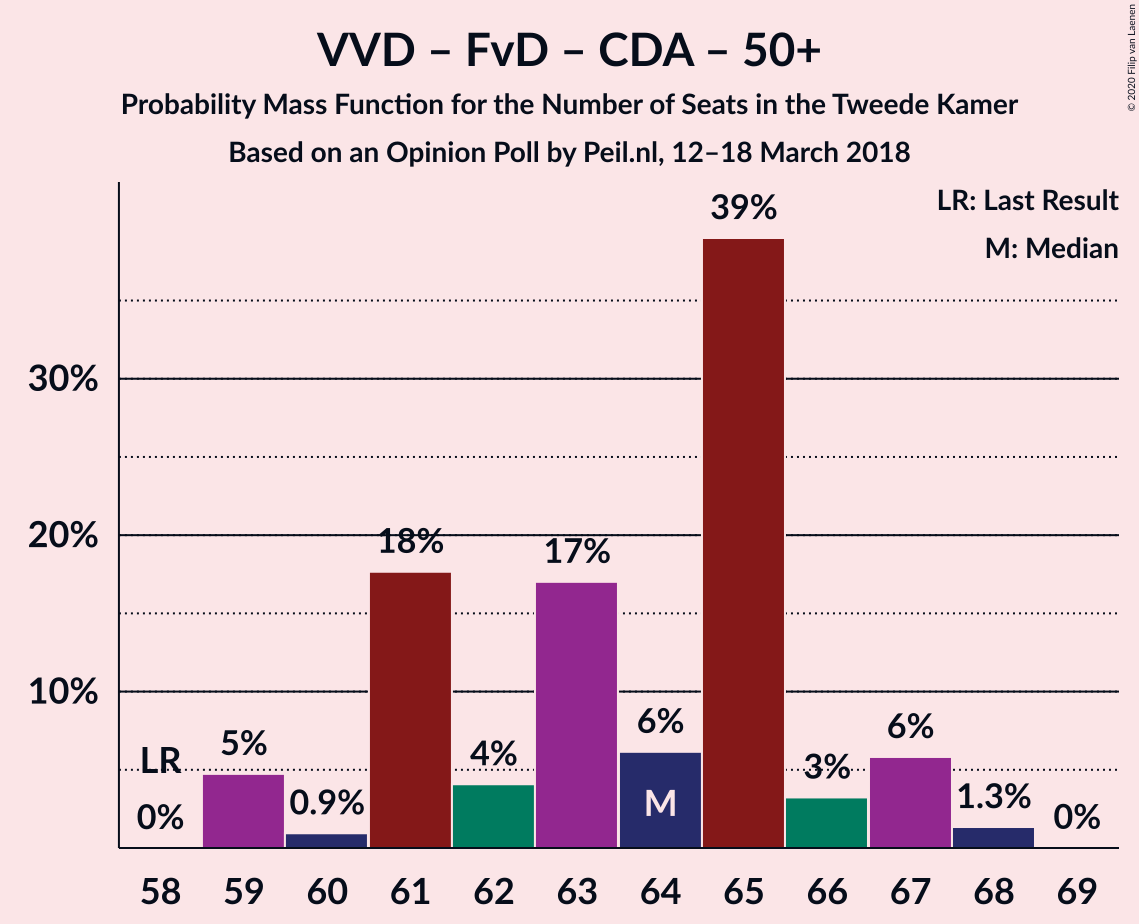 VVD – FvD – CDA – 50+
Probability Mass Function for the Number of Seats in the Tweede Kamer
Based on an Opinion Poll by Peil.nl, 12–18 March 2018
© 2020 Filip van Laenen
LR: Last Result
M: Median
39%
30%
20%
18%
17%
10%
6%
6%
5%
4%
3%
LR
0%
0.9%
M
1.3%
0%
58 59 60 61 62 63 64 65 66 67 68 69